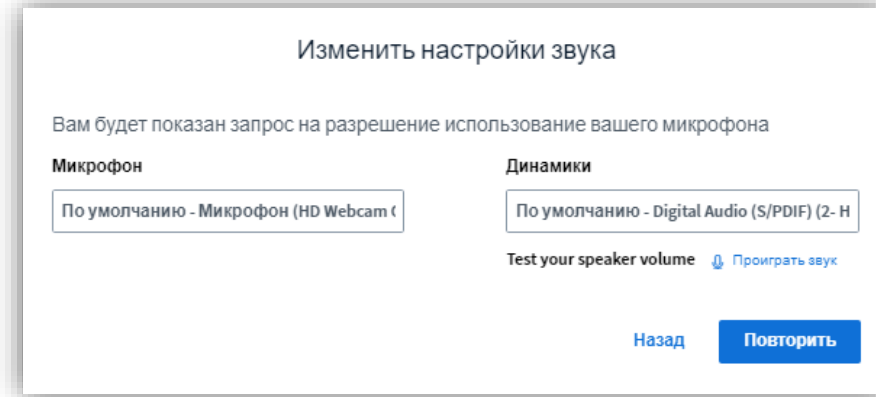 Изменить настройки звука
Вам будет показан запрос на разрешение использование вашего микрофона
Микрофон
Динамики
По умолчанию - Микрофон (HD Webcam
По умолчанию - Digital Audio (S/PDIF) (2- H
Test your speaker volume Проиграть звук
Назад Повторить